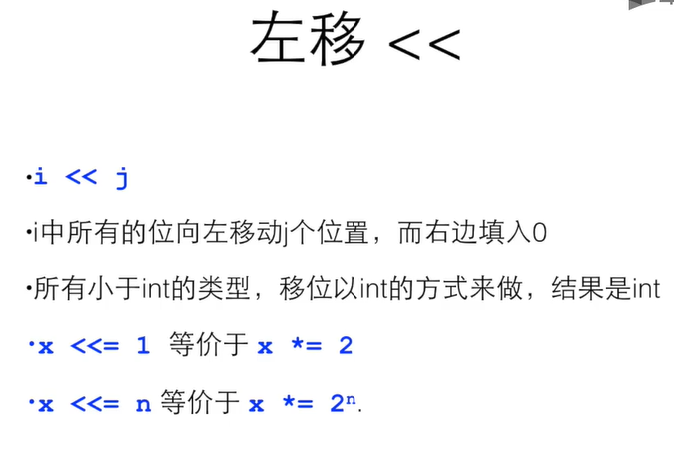 左移 <<
•i << j
•i中所有的位向左移动j个位置，而右边填入0
•所有小于int的类型，移位以int的方式来做，结果是int
•x <<= 1 等价于 x *= 2
•x <<= n 等价于 x *= 2ⁿ.